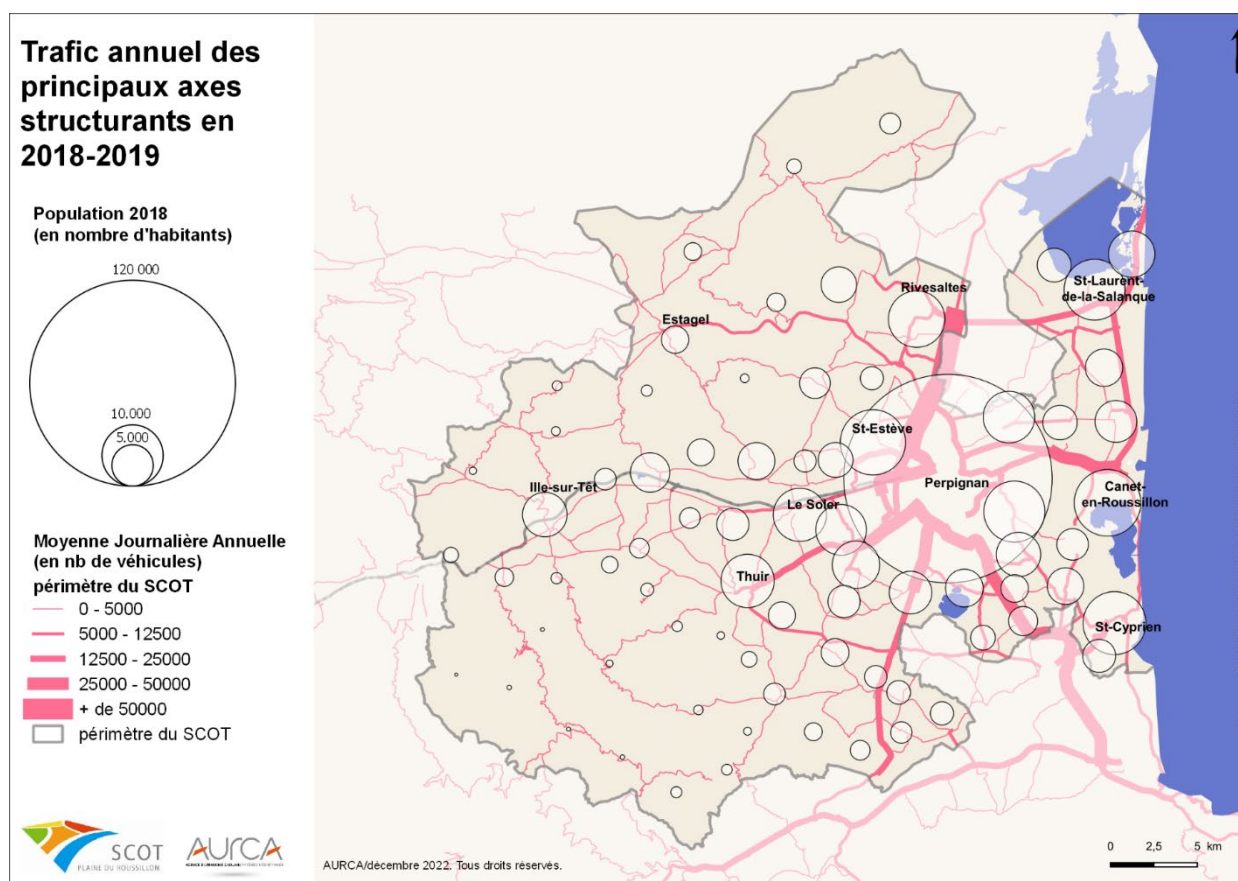 Trafic annuel des
principaux axes
structurants en
2018-2019
Population 2018
(en nombre d'habitants)
120 000
10.000
5.000
Moyenne Journalière Annuelle
(en nb de véhicules)
périmètre du SCOT
0 - 5000
5000 - 12500
12500 - 25000
25000 - 50000
+ de 50000
périmètre du SCOT
SCOT
PLAINE DU ROUSSILLON
AURCA
Rivesaltes
St-Laurent-
de-la-Salanque
Estagel
St-Estève
Ille-sur-Têt
Le Soler
Perpignan
Canet-
en-Roussillon
Thuir
St-Cyprien
AURCA/décembre 2022. Tous droits réservés.
0 2,5 5 km